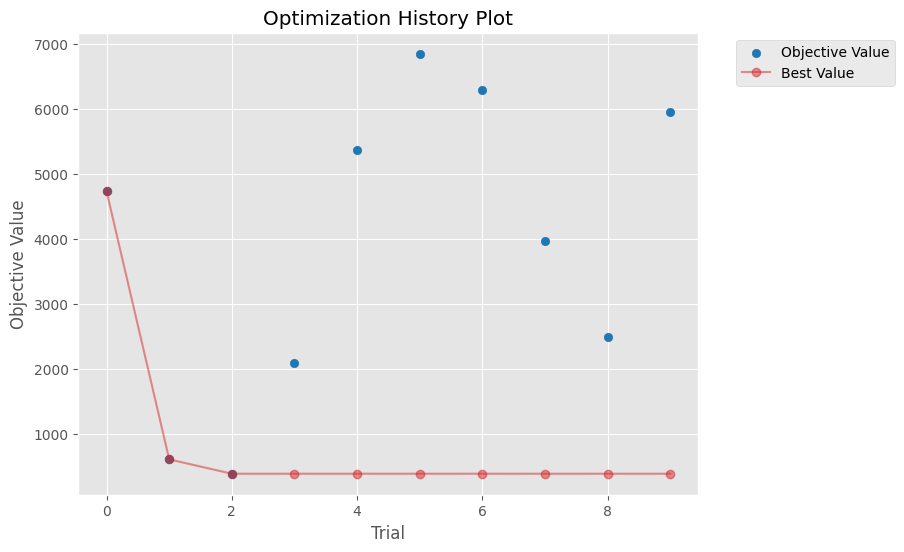 Optimization History Plot
Objective Value
Best Value
Objective Value
7000
6000
5000
4000
3000
2000
1000
0 2 4 6 8
Trial